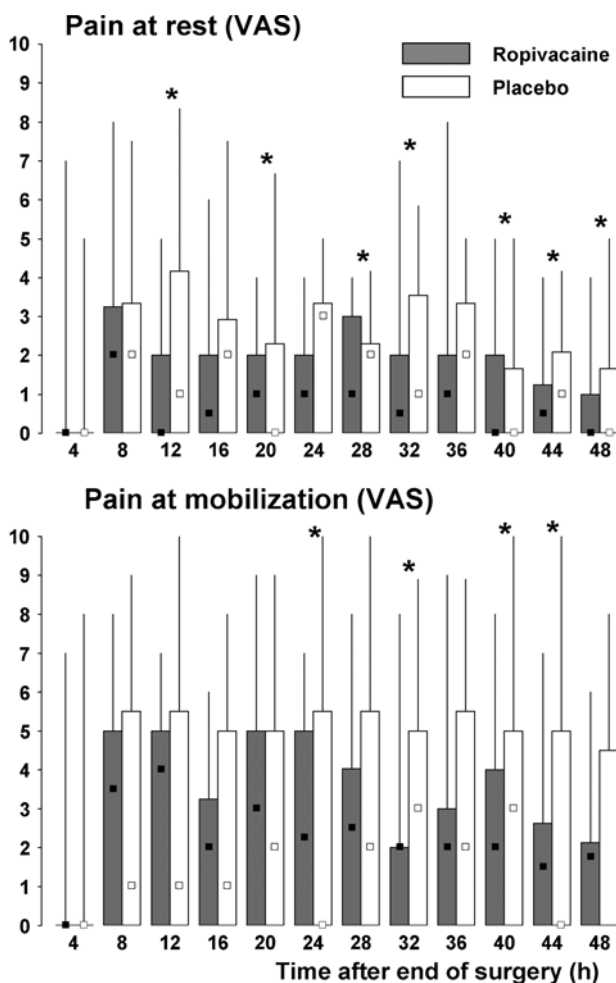 Pain at rest (VAS)
Ropivacaine
Placebo
10
9
8
7
6
5
4
3
2
1
0
* * * * * * *
4 8 12 16 20 24 28 32 36 40 44 48
Pain at mobilization (VAS)
10
9
8
7
6
5
4
3
2
1
0
* * * *
4 8 12 16 20 24 28 32 36 40 44 48
Time after end of surgery (h)